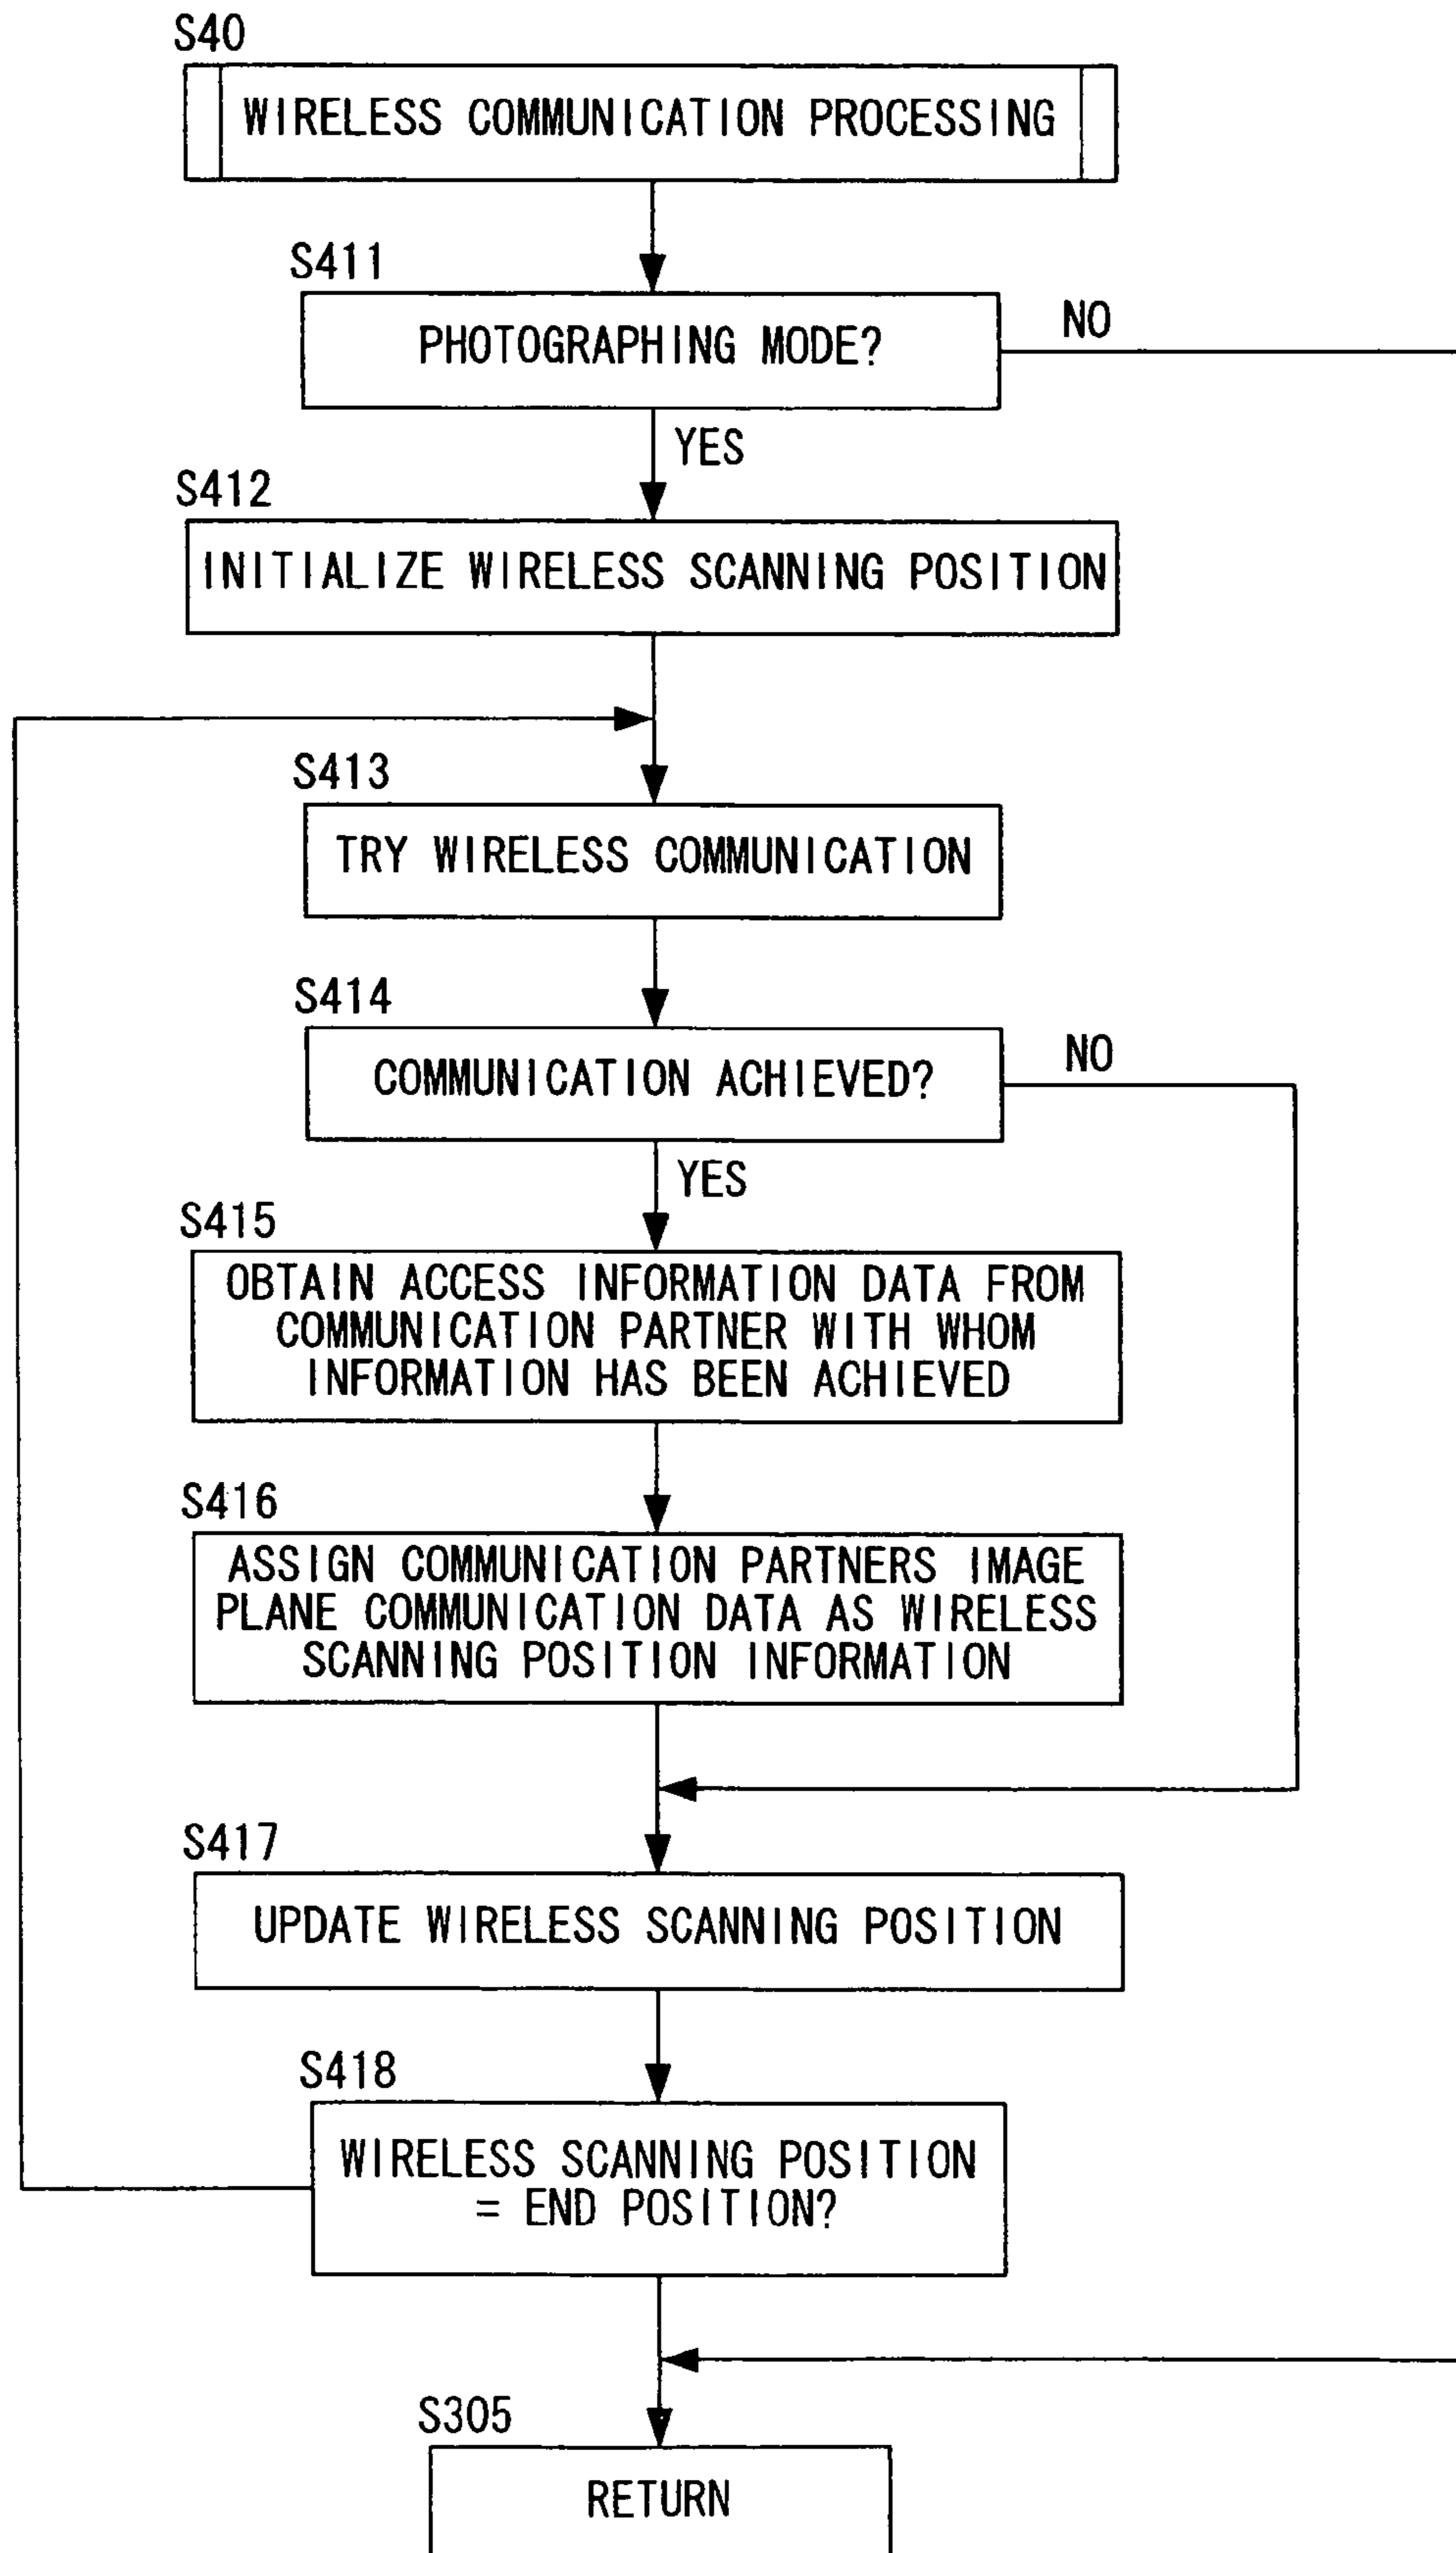 S40
WIRELESS COMMUNICATION PROCESSING
S411
PHOTOGRAPHING MODE?
NO
YES
S412
INITIALIZE WIRELESS SCANNING POSITION
S413
TRY WIRELESS COMMUNICATION
S414
COMMUNICATION ACHIEVED?
NO
YES
S415
OBTAIN ACCESS INFORMATION DATA FROM
COMMUNICATION PARTNER WITH WHOM
INFORMATION HAS BEEN ACHIEVED
S416
ASSIGN COMMUNICATION PARTNERS IMAGE
PLANE COMMUNICATION DATA AS WIRELESS
SCANNING POSITION INFORMATION
S417
UPDATE WIRELESS SCANNING POSITION
S418
WIRELESS SCANNING POSITION
= END POSITION?
S305
RETURN